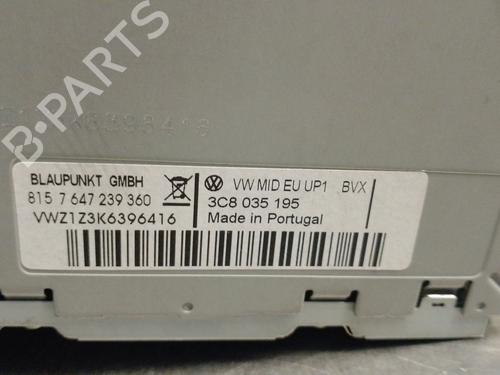 B-PARTS
K6396416
BLAUPUNKT GMBH
815 7 647 239 360
VWZ1Z3K6396416
VW MID EU UP1 BVX
3C8 035 195
Made in Portugal